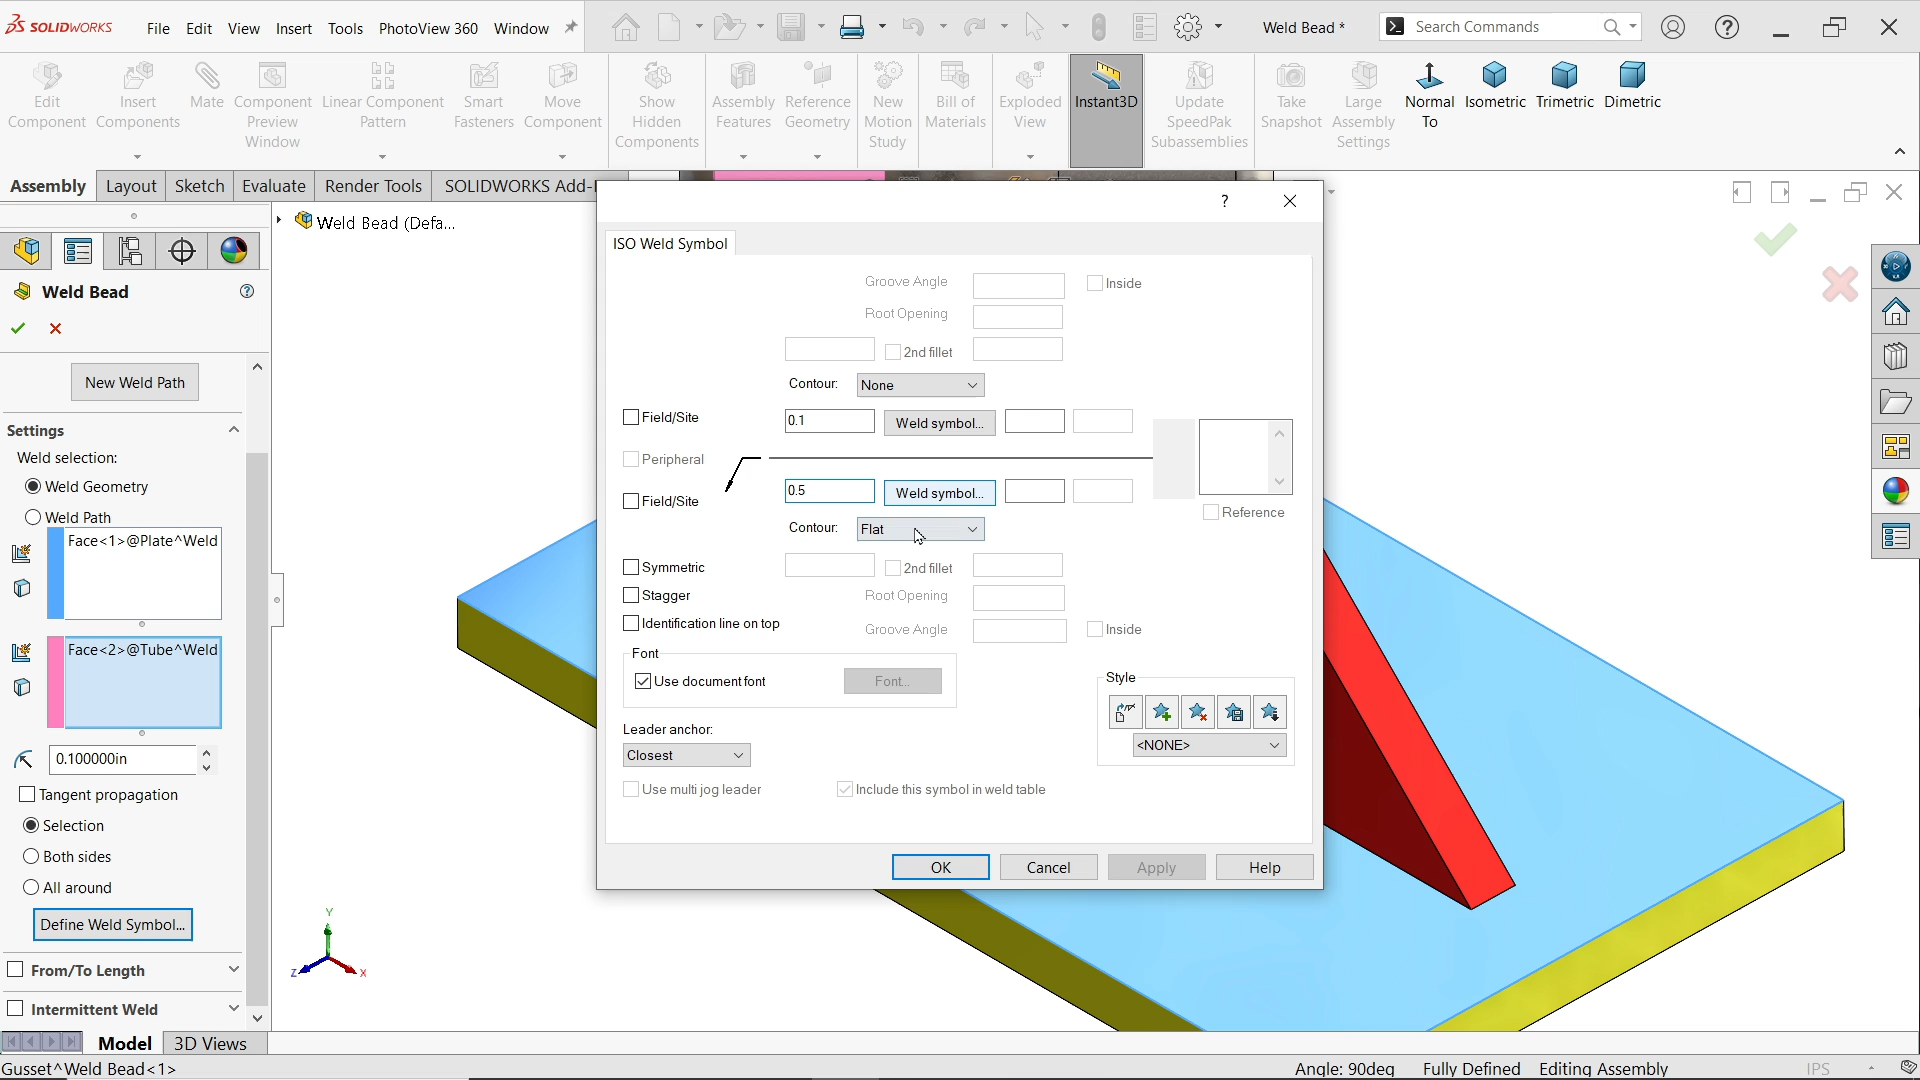 SOLIDWORKS File Edit View Insert Tools PhotoView 360 Window Weld Bead * Search Commands
Edit Component
Insert Components
Mate
Component Preview Window
Linear Component Pattern
Smart Fasteners
Move Component
Show Hidden Components
Assembly Features
Reference Geometry
New Motion Study
Bill of Materials
Exploded View
Instant3D
Update SpeedPak Subassemblies
Take Snapshot
Large Assembly Settings
Normal To
Isometric
Trimetric
Dimetric
Assembly Layout Sketch Evaluate Render Tools SOLIDWORKS Add-
Weld Bead (Defa...
Weld Bead
New Weld Path
Settings
Weld selection:
Weld Geometry
Weld Path
Face<1>@Plate^Weld
Face<2>@Tube^Weld
0.100000in
Tangent propagation
Selection
Both sides
All around
Define Weld Symbol...
From/To Length
Intermittent Weld
ISO Weld Symbol
Groove Angle Inside
Root Opening
2nd fillet
Contour: None
Field/Site 0.1 Weld symbol...
Peripheral
Field/Site 0.5 Weld symbol...
Reference
Contour: Flat
Symmetric 2nd fillet
Stagger Root Opening
Identification line on top Groove Angle Inside
Font
Use document font Font...
Style
<NONE>
Leader anchor:
Closest
Use multi jog leader Include this symbol in weld table
OK Cancel Apply Help
Y
Z X
Model 3D Views
Gusset^Weld Bead<1> Angle: 90deg Fully Defined Editing Assembly IPS